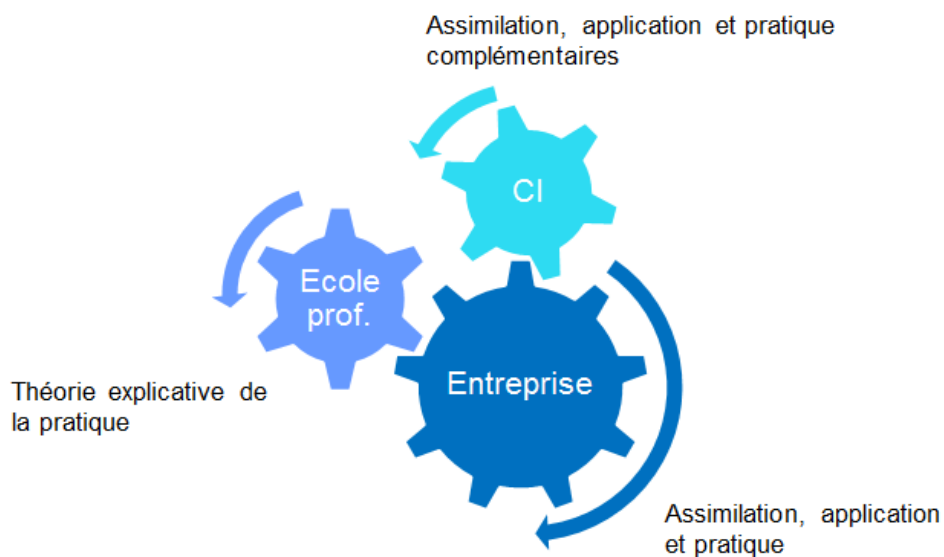 Assimilation, application et pratique
complémentaires
CI
Ecole
prof.
Entreprise
Théorie explicative de
la pratique
Assimilation, application
et pratique